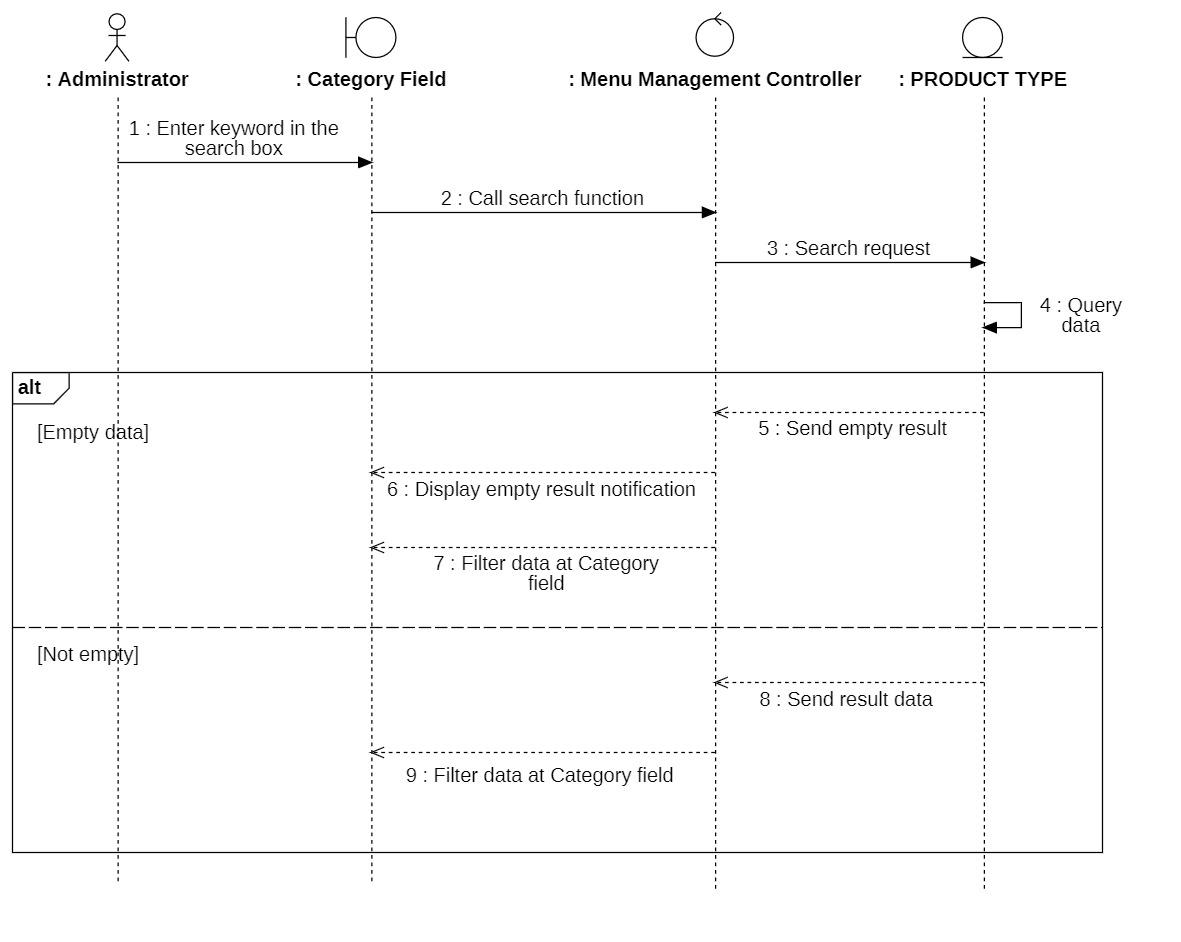 : Administrator
: Category Field
: Menu Management Controller
: PRODUCT TYPE
1 : Enter keyword in the
search box
2 : Call search function
3 : Search request
4 : Query
data
alt
[Empty data]
5 : Send empty result
6 : Display empty result notification
7 : Filter data at Category
field
[Not empty]
8 : Send result data
9 : Filter data at Category field